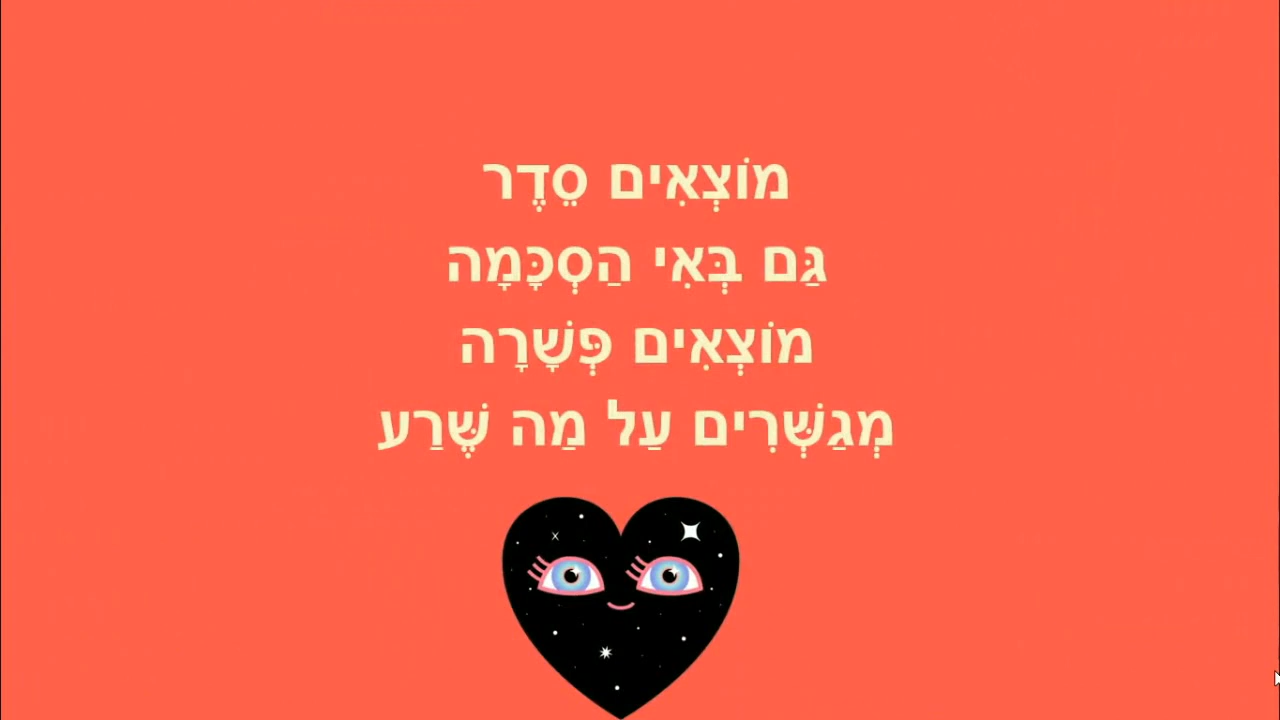 מוֹצְאִים סֵדֶר
גַּם בְּאִי הַסְכָּמָה
מוֹצְאִים פְּשָׁרָה
מְגַשְּׁרִים עַל מַה שֶּׁרַע